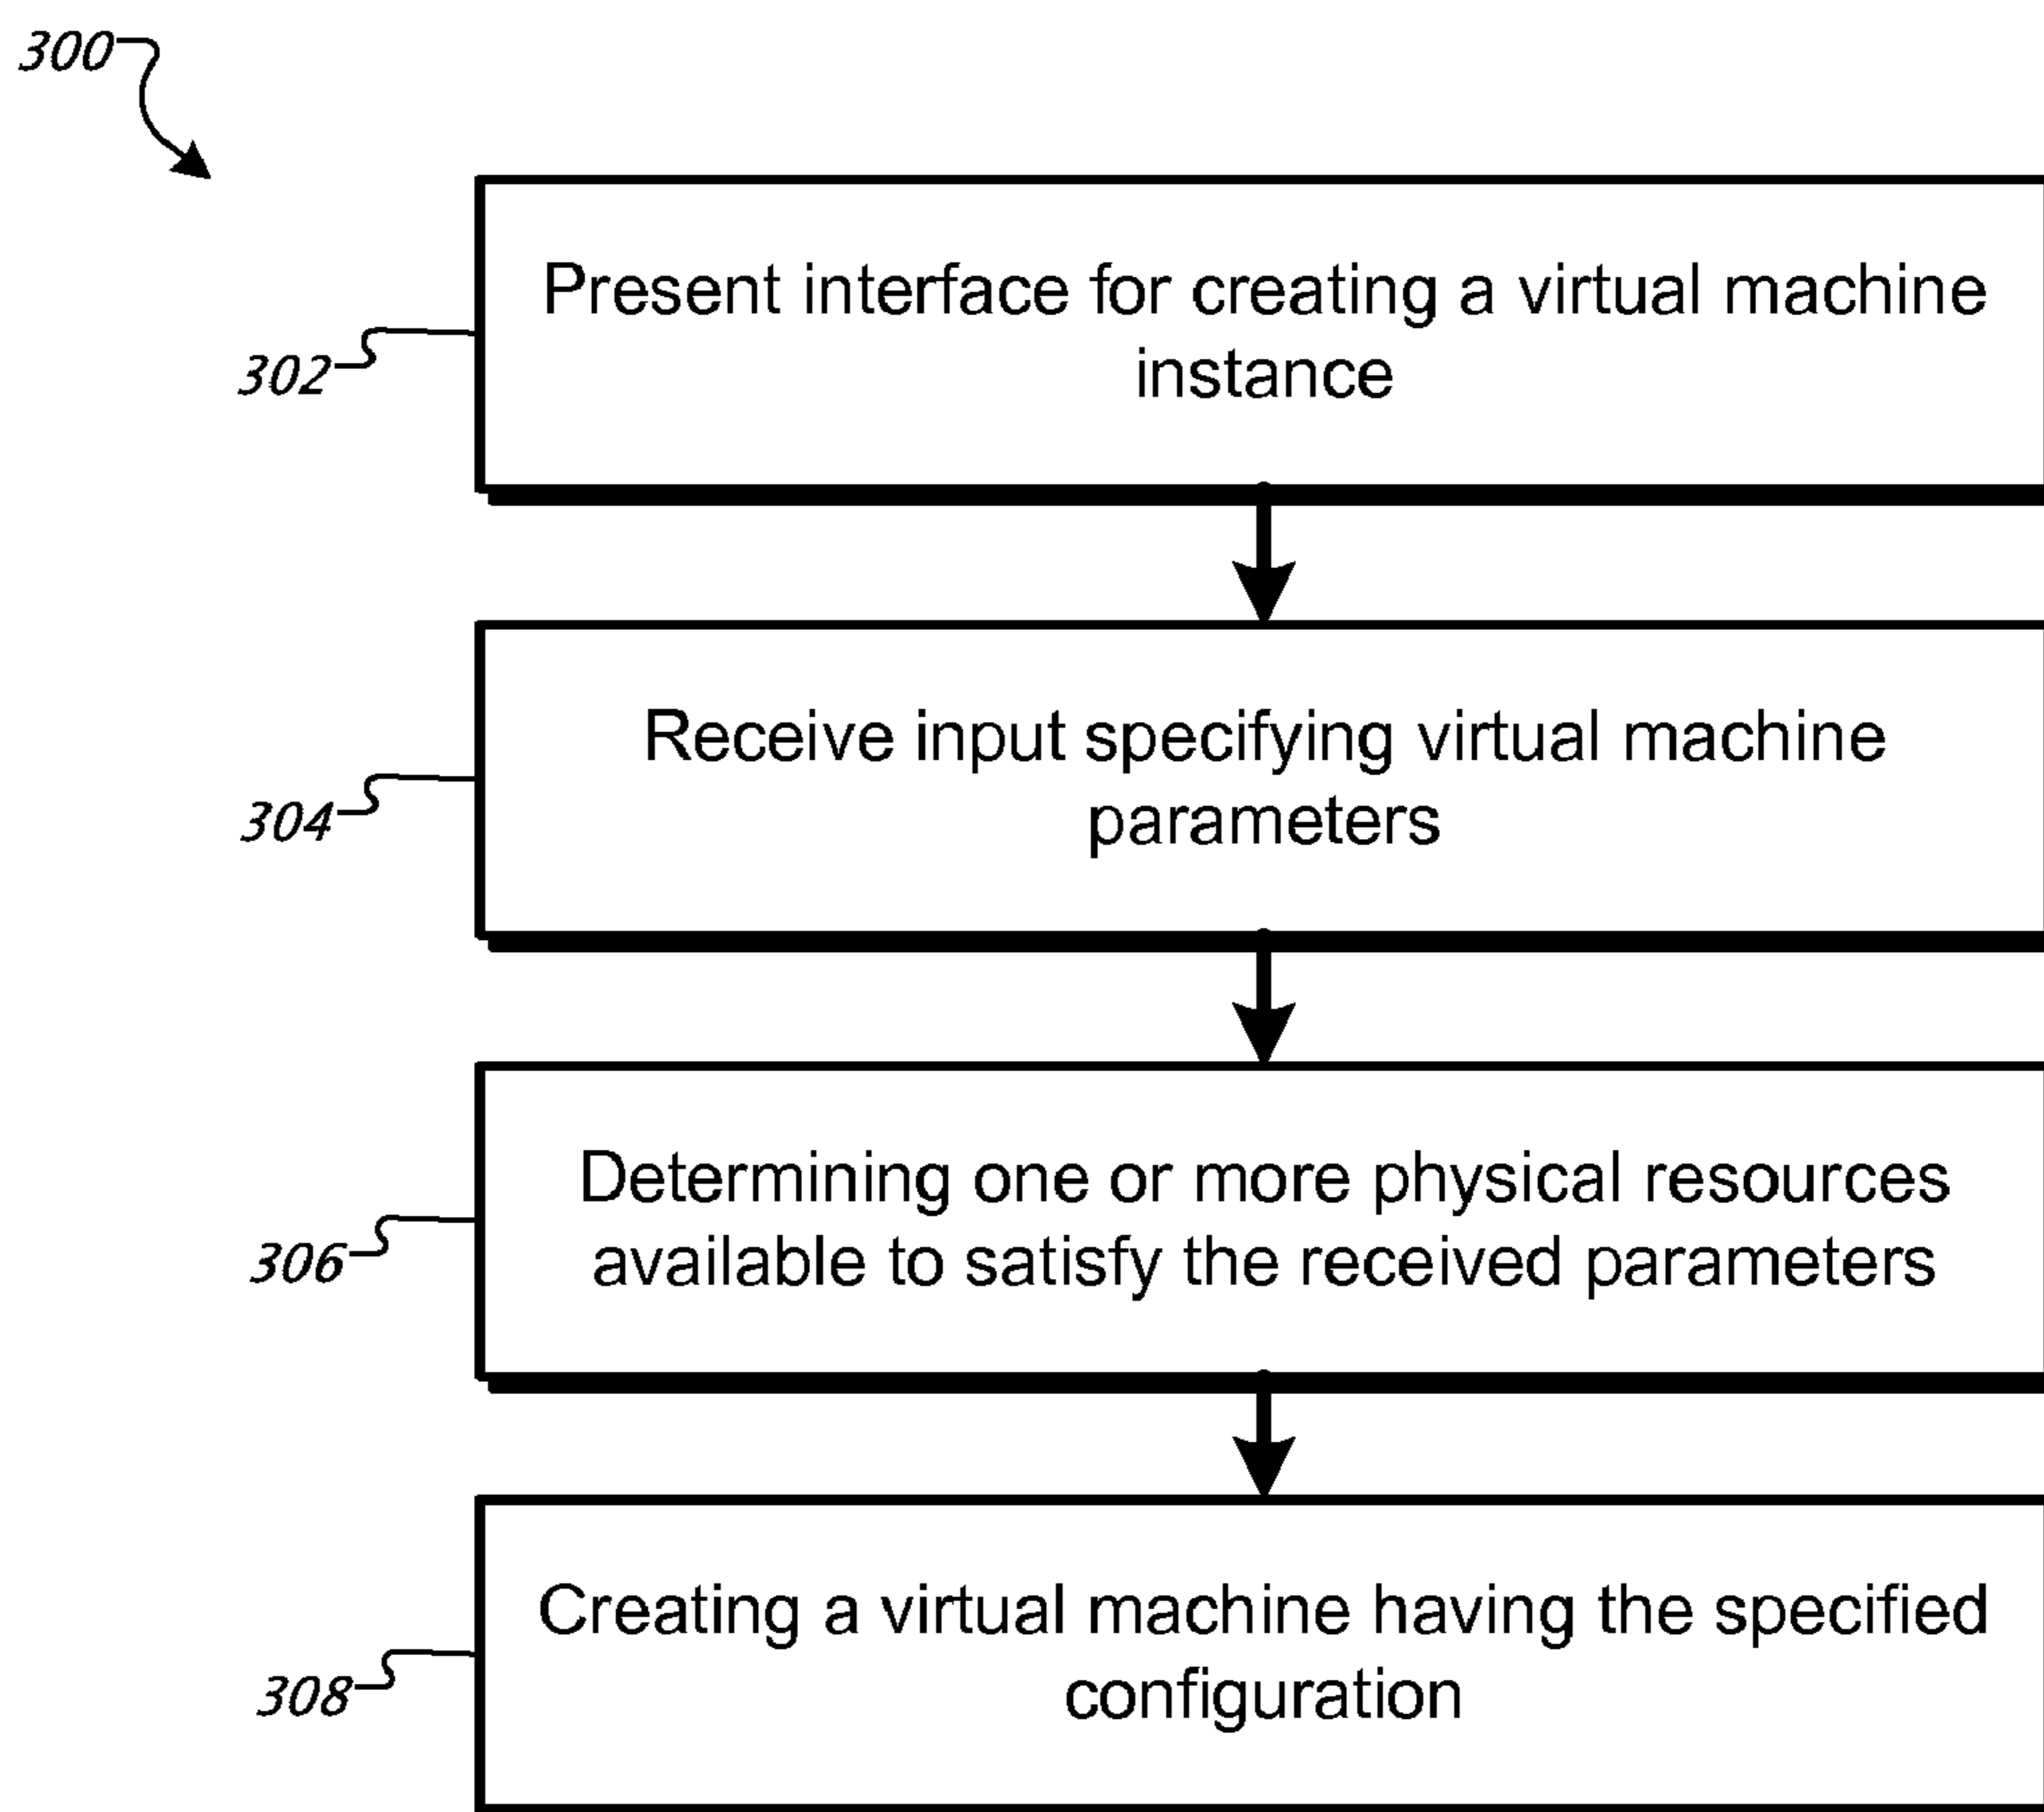 300
Present interface for creating a virtual machine
instance
302
Receive input specifying virtual machine
parameters
304
Determining one or more physical resources
available to satisfy the received parameters
306
Creating a virtual machine having the specified
configuration
308